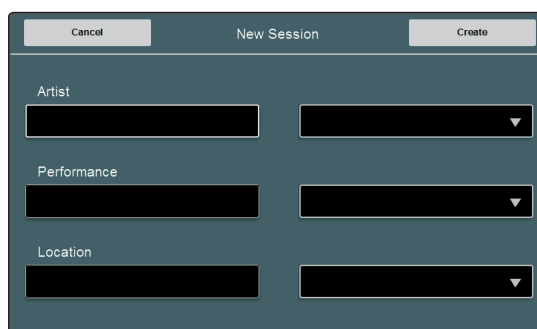 Cancel
New Session
Create
Artist
Performance
Location